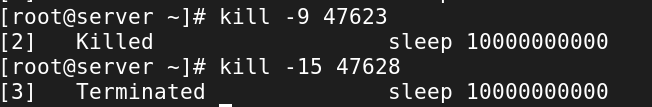 [root@server ~]# kill -9 47623
[2]   Killed                  sleep 10000000000
[root@server ~]# kill -15 47628
[3]   Terminated              sleep 10000000000